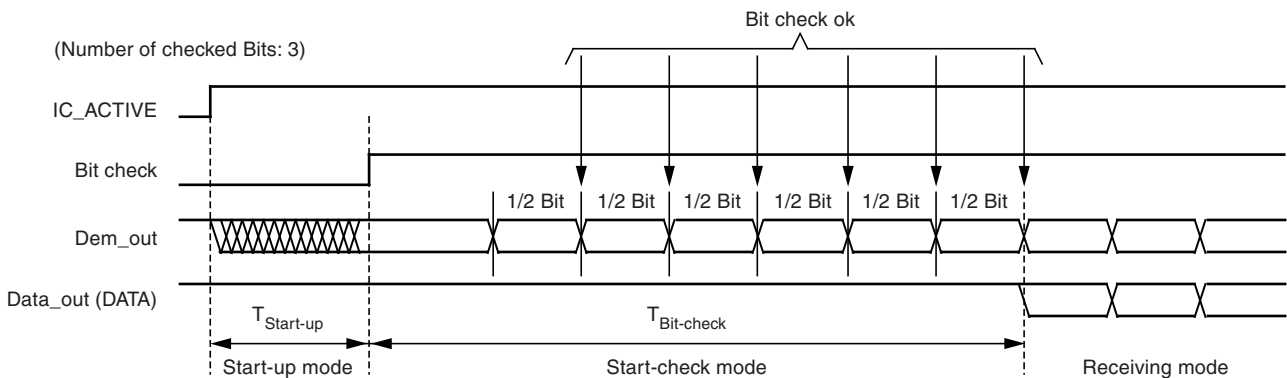 Bit check ok
(Number of checked Bits: 3)
IC_ACTIVE
Bit check
1/2 Bit 1/2 Bit 1/2 Bit 1/2 Bit 1/2 Bit 1/2 Bit
Dem_out
Data_out (DATA)
TStart-up TBit-check
Start-up mode Start-check mode Receiving mode